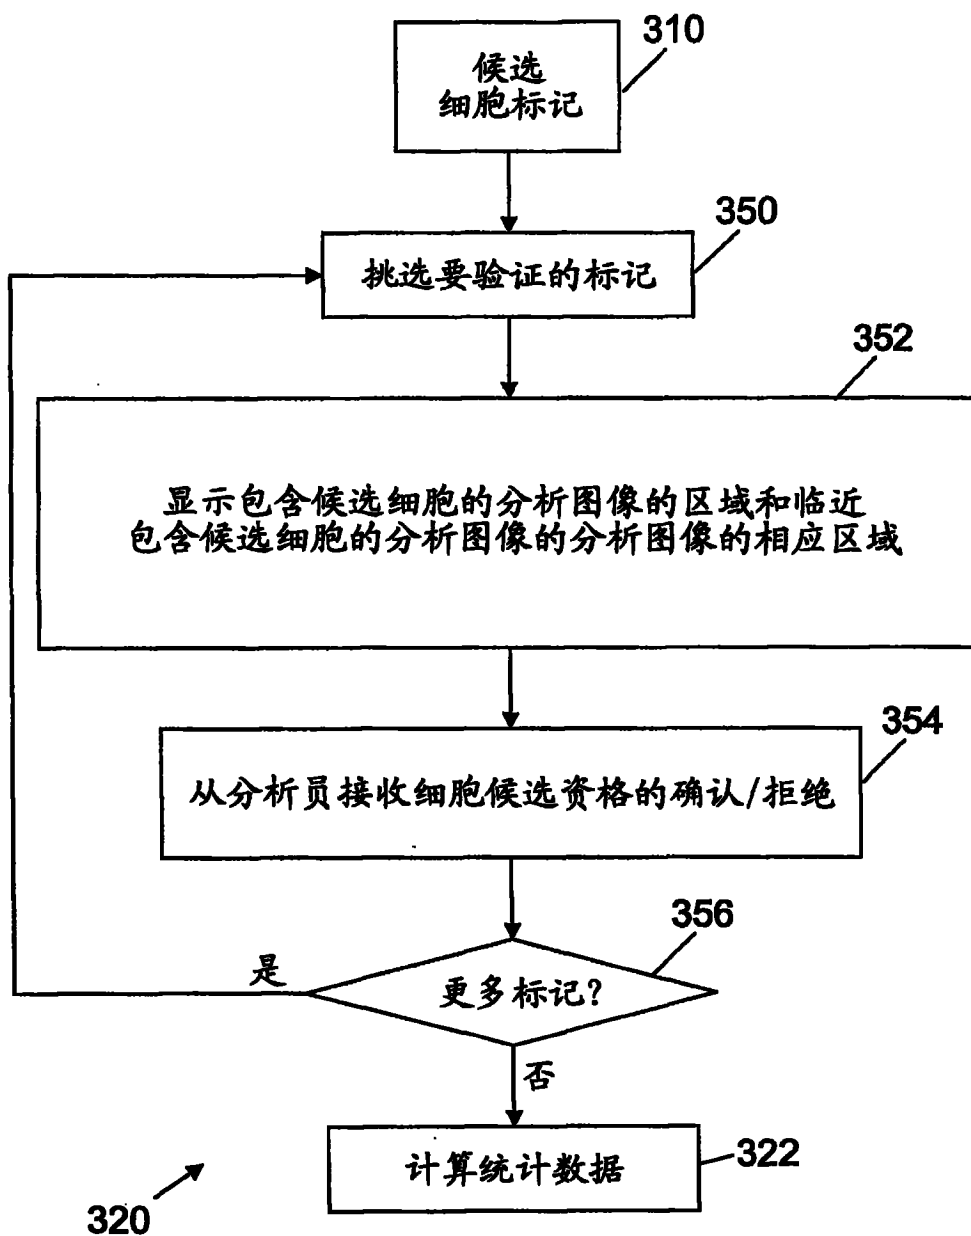 310
候选
细胞标记
350
挑选要验证的标记
352
显示包含候选细胞的分析图像的区域和临近
包含候选细胞的分析图像的分析图像的相应区域
354
从分析员接收细胞候选资格的确认/拒绝
356
更多标记?
是
否
计算统计数据
322
320